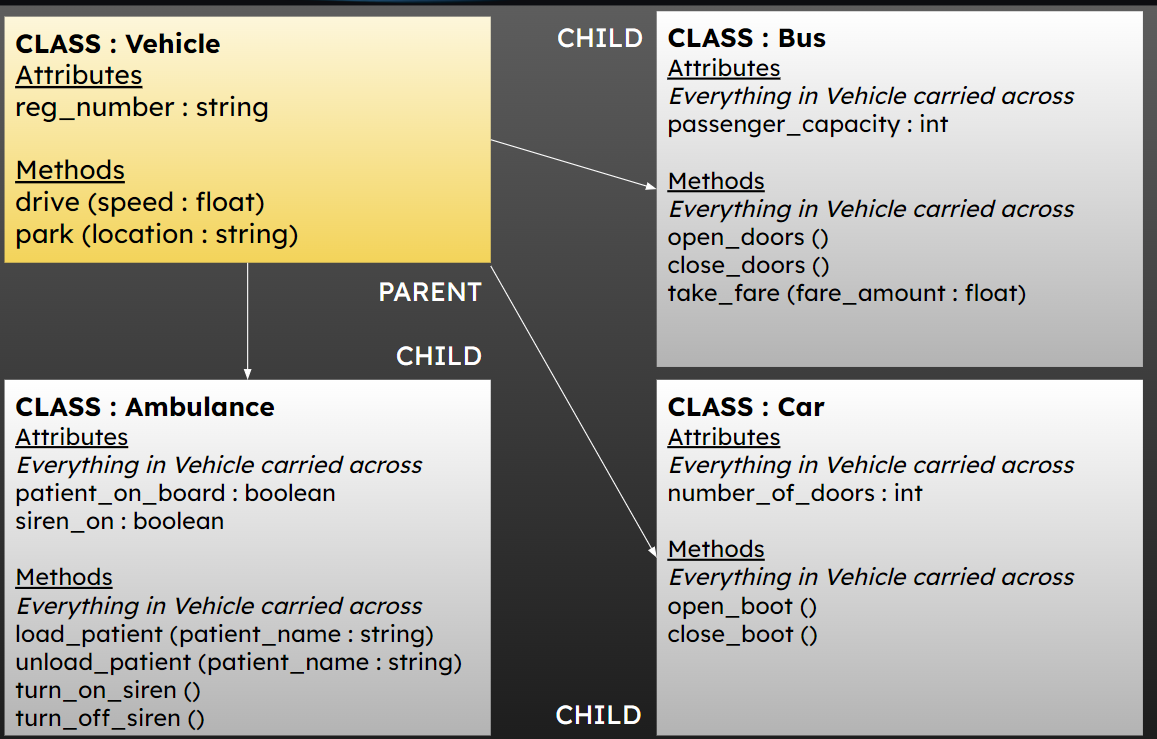 CLASS : Vehicle
Attributes
reg_number : string
Methods
drive (speed : float)
park (location : string)
PARENT
CHILD
CLASS : Bus
Attributes
Everything in Vehicle carried across
passenger_capacity : int
Methods
Everything in Vehicle carried across
open_doors ()
close_doors ()
take_fare (fare_amount : float)
CHILD
CLASS : Ambulance
Attributes
Everything in Vehicle carried across
patient_on_board : boolean
siren_on : boolean
Methods
Everything in Vehicle carried across
load_patient (patient_name : string)
unload_patient (patient_name : string)
turn_on_siren ()
turn_off_siren ()
CLASS : Car
Attributes
Everything in Vehicle carried across
number_of_doors : int
Methods
Everything in Vehicle carried across
open_boot ()
close_boot ()
CHILD